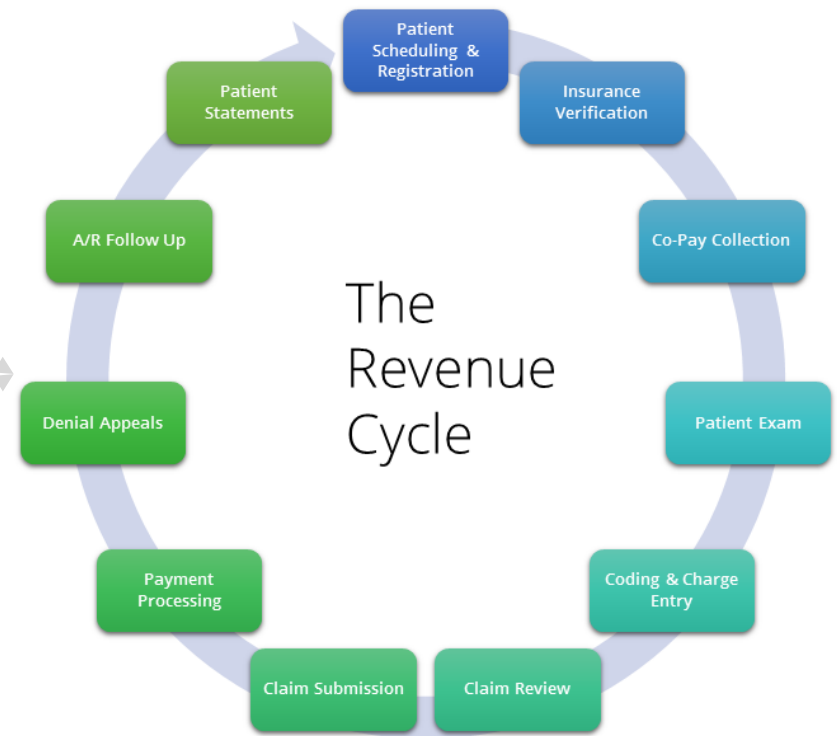 Patient
Scheduling &
Registration
Insurance
Verification
Co-Pay Collection
Patient Exam
Coding & Charge
Entry
Claim Review
Claim Submission
Payment
Processing
Denial Appeals
A/R Follow Up
Patient
Statements
The
Revenue
Cycle